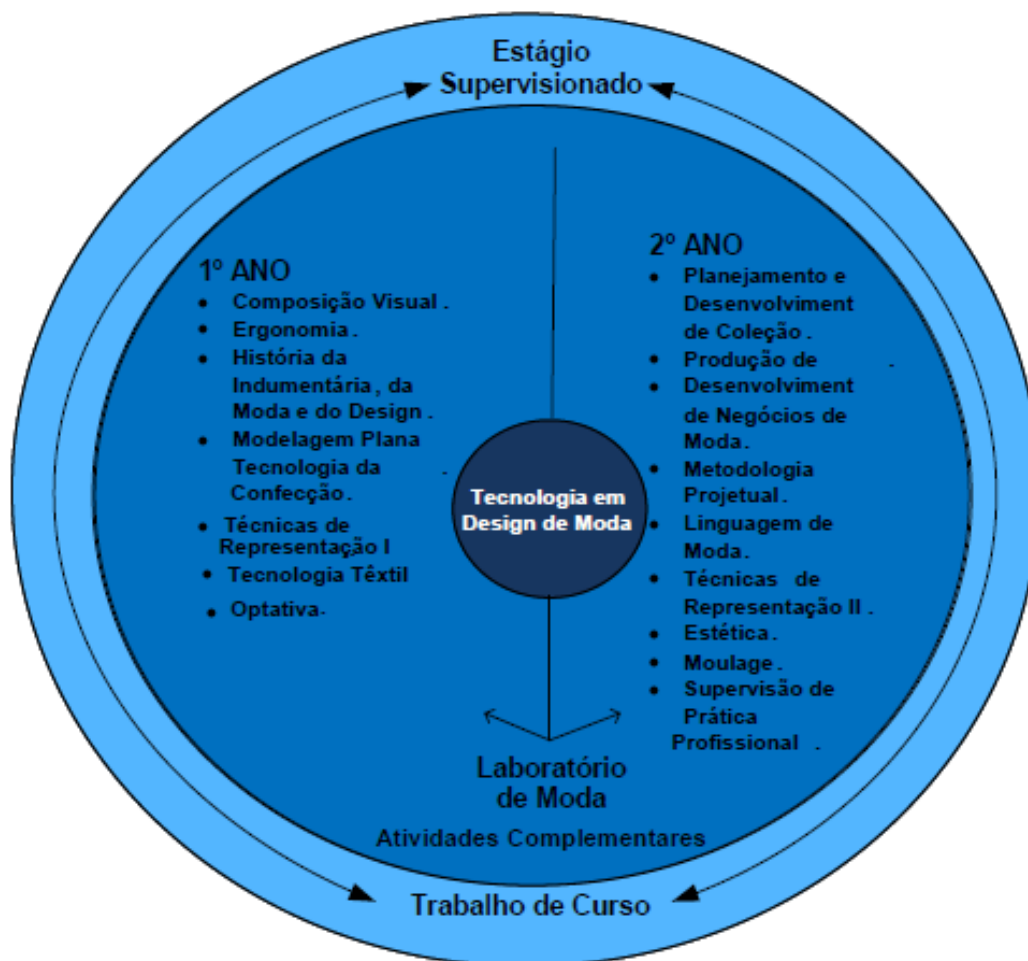 Estágio
Supervisionado
1º ANO
• Composição Visual .
• Ergonomia .
• História da
Indumentária , da
Moda e do Design .
• Modelagem Plana
Tecnologia da .
Confecção.
• Técnicas de
Representação I
• Tecnologia Têxtil
• Optativa.
2º ANO
• Planejamento e
Desenvolviment .
de Coleção .
• Produção de .
• Desenvolviment
de Negócios de
Moda.
• Metodologia
Projetual .
• Linguagem de
Moda.
• Técnicas de
Representação II .
• Estética .
• Moulage .
• Supervisão de
Prática
Profissional .
Tecnologia em
Design de Moda
Laboratório
de Moda
Atividades Complementares
Trabalho de Curso